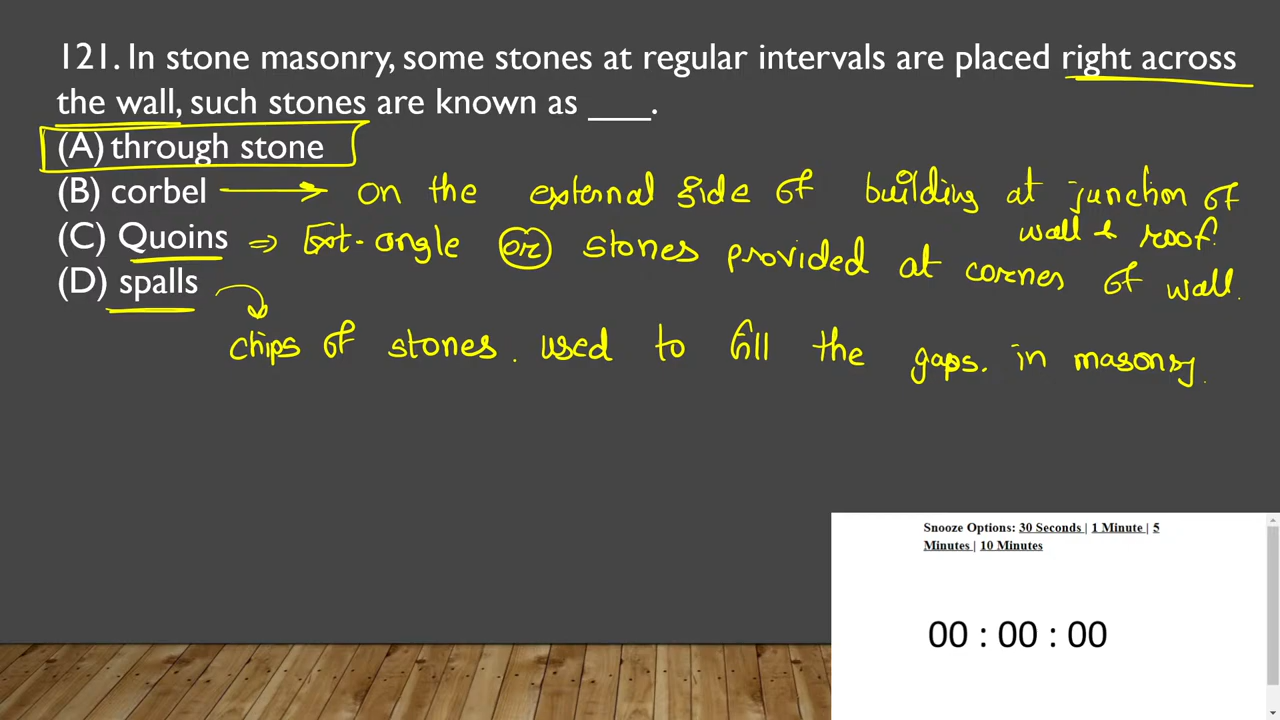 121. In stone masonry, some stones at regular intervals are placed right across
the wall, such stones are known as ____.
(A) through stone
(B) corbel → on the external side of building at junction of
wall & roof.
(C) Quoins ⇒ Ext. angle or stones provided at corners of wall.
(D) spalls
chips of stones. used to fill the gaps. in masonry.
Snooze Options: 30 Seconds | 1 Minute | 5
Minutes | 10 Minutes
00 : 00 : 00